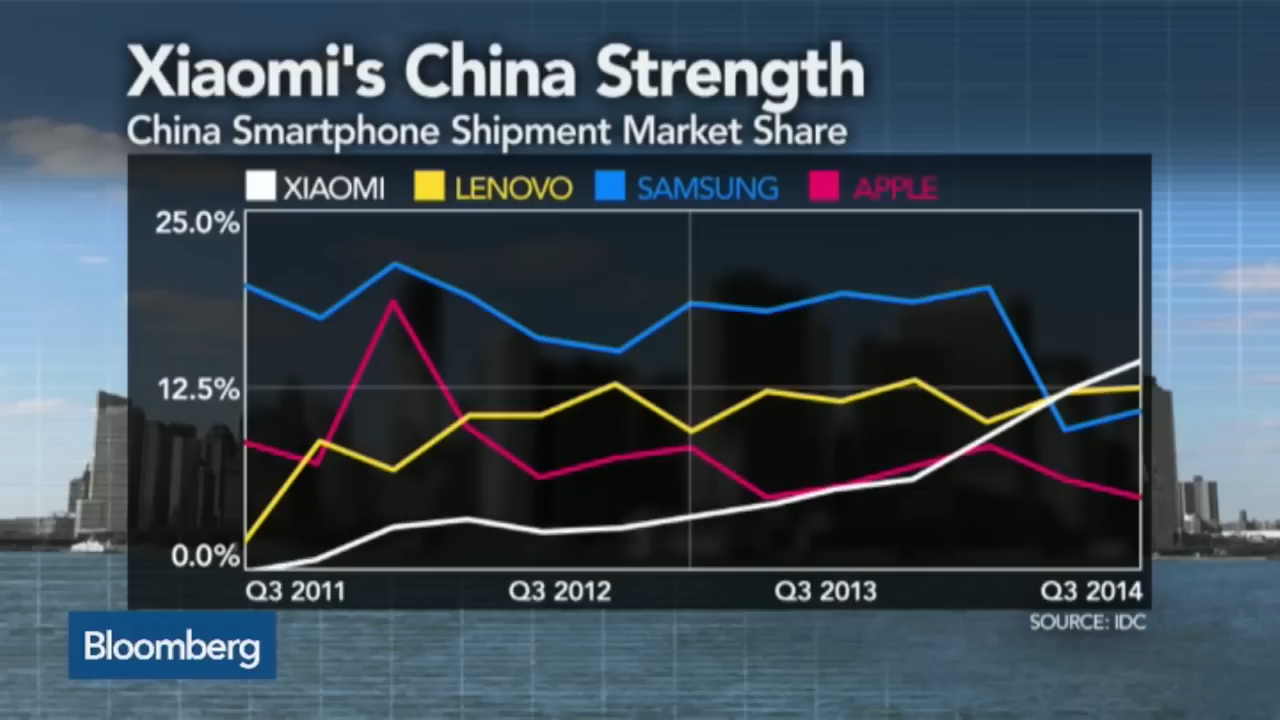 Xiaomi's China Strength
China Smartphone Shipment Market Share
XIAOMI LENOVO SAMSUNG APPLE
25.0%
12.5%
0.0%
Q3 2011 Q3 2012 Q3 2013 Q3 2014
SOURCE: IDC
Bloomberg